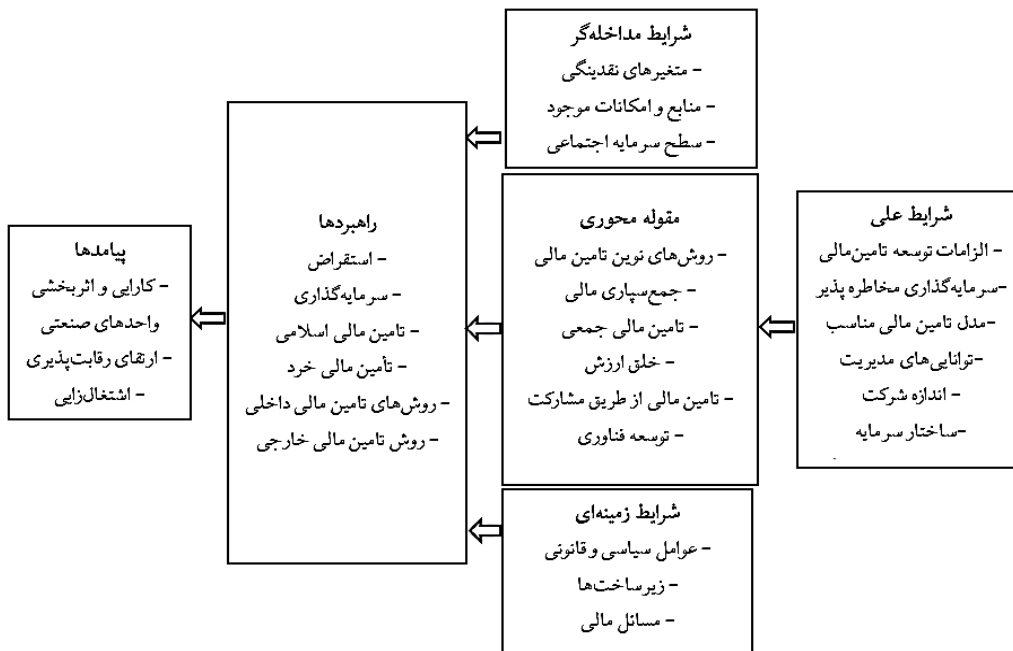 شرایط مداخله‌گر
- متغیرهای نقدینگی
- منابع و امکانات موجود
- سطح سرمایه اجتماعی
شرایط علی
- الزامات توسعه تامین‌مالی
-سرمایه‌گذاری مخاطره پذیر
-مدل تامین مالی مناسب
-توانایی‌های مدیریت
- اندازه شرکت
-ساختار سرمایه
مقوله محوری
- روش‌های نوین تامین مالی
- جمع‌سپاری مالی
- تامین مالی جمعی
- خلق ارزش
- تامین مالی از طریق مشارکت
- توسعه فناوری
شرایط زمینه‌ای
- عوامل سیاسی و قانونی
- زیرساخت‌ها
- مسائل مالی
راهبردها
- استقراض
- سرمایه‌گذاری
- تامین مالی اسلامی
- تأمین مالی خرد
- روش‌های تامین مالی داخلی
- روش تامین مالی خارجی
پیامدها
- کارایی و اثربخشی
واحدهای صنعتی
- ارتقای رقابت‌پذیری
- اشتغال‌زایی